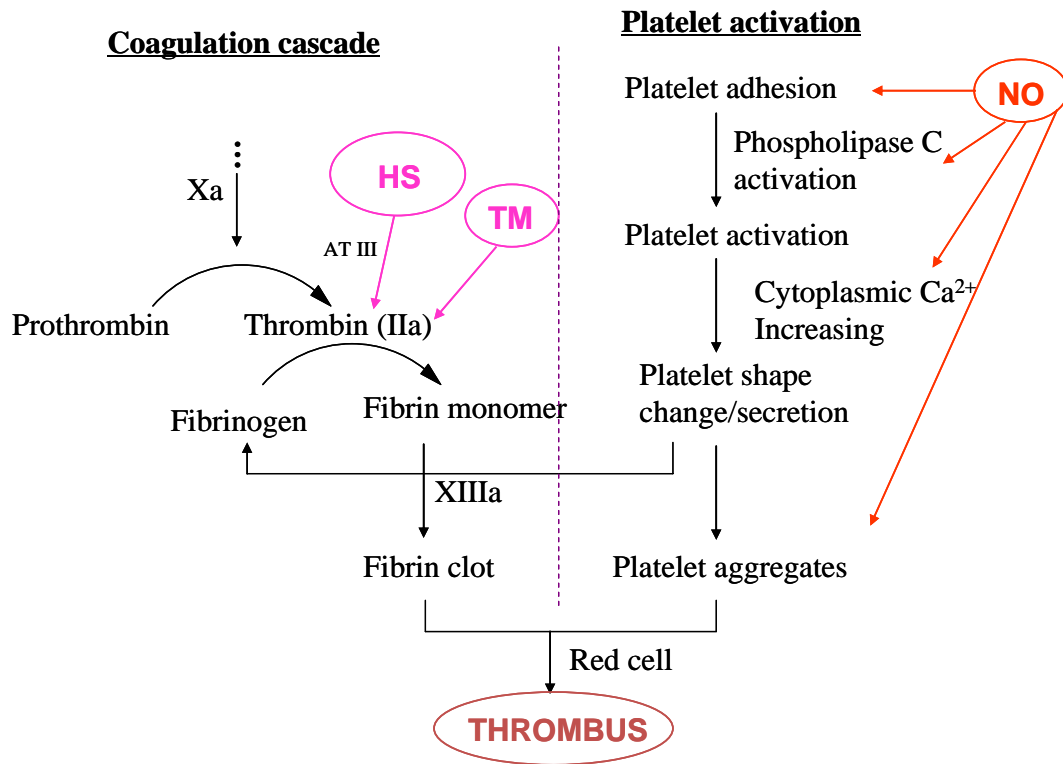 Coagulation cascade
Platelet activation
Platelet adhesion
NO
Phospholipase C
activation
⋮
Xa
HS
TM
AT III
Platelet activation
Cytoplasmic Ca²⁺
Increasing
Prothrombin
Thrombin (IIa)
Platelet shape
change/secretion
Fibrinogen
Fibrin monomer
XIIIa
Fibrin clot
Platelet aggregates
Red cell
THROMBUS